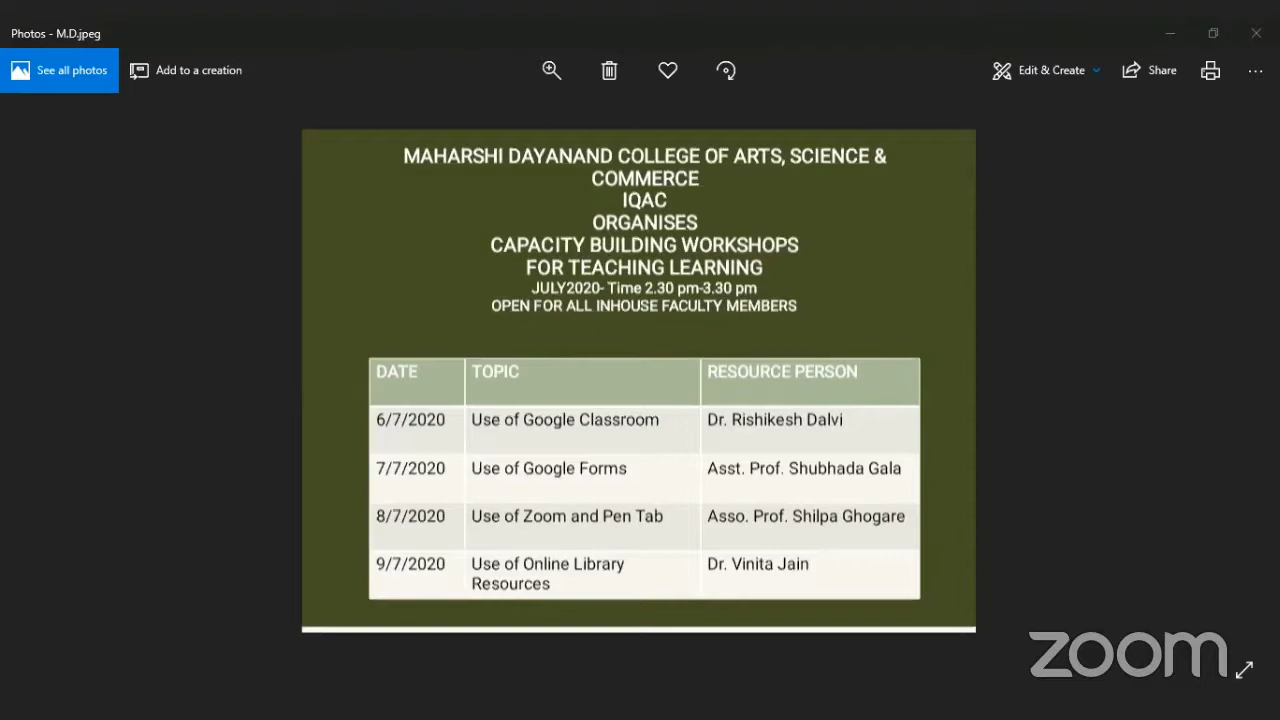 Photos - M.D.jpeg
See all photos
Add to a creation
Edit & Create
Share
MAHARSHI DAYANAND COLLEGE OF ARTS, SCIENCE &
COMMERCE
IQAC
ORGANISES
CAPACITY BUILDING WORKSHOPS
FOR TEACHING LEARNING
JULY2020- Time 2.30 pm-3.30 pm
OPEN FOR ALL INHOUSE FACULTY MEMBERS
DATE TOPIC RESOURCE PERSON
6/7/2020 Use of Google Classroom Dr. Rishikesh Dalvi
7/7/2020 Use of Google Forms Asst. Prof. Shubhada Gala
8/7/2020 Use of Zoom and Pen Tab Asso. Prof. Shilpa Ghogare
9/7/2020 Use of Online Library Dr. Vinita Jain
Resources
zoom